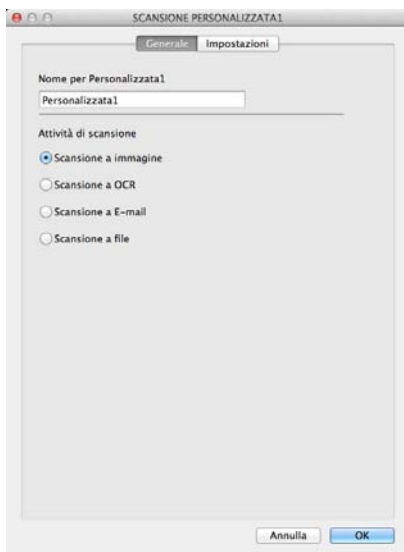 SCANSIONE PERSONALIZZATA1
Generale Impostazioni
Nome per Personalizzata1
Personalizzata1
Attività di scansione
Scansione a immagine
Scansione a OCR
Scansione a E-mail
Scansione a file
Annulla OK